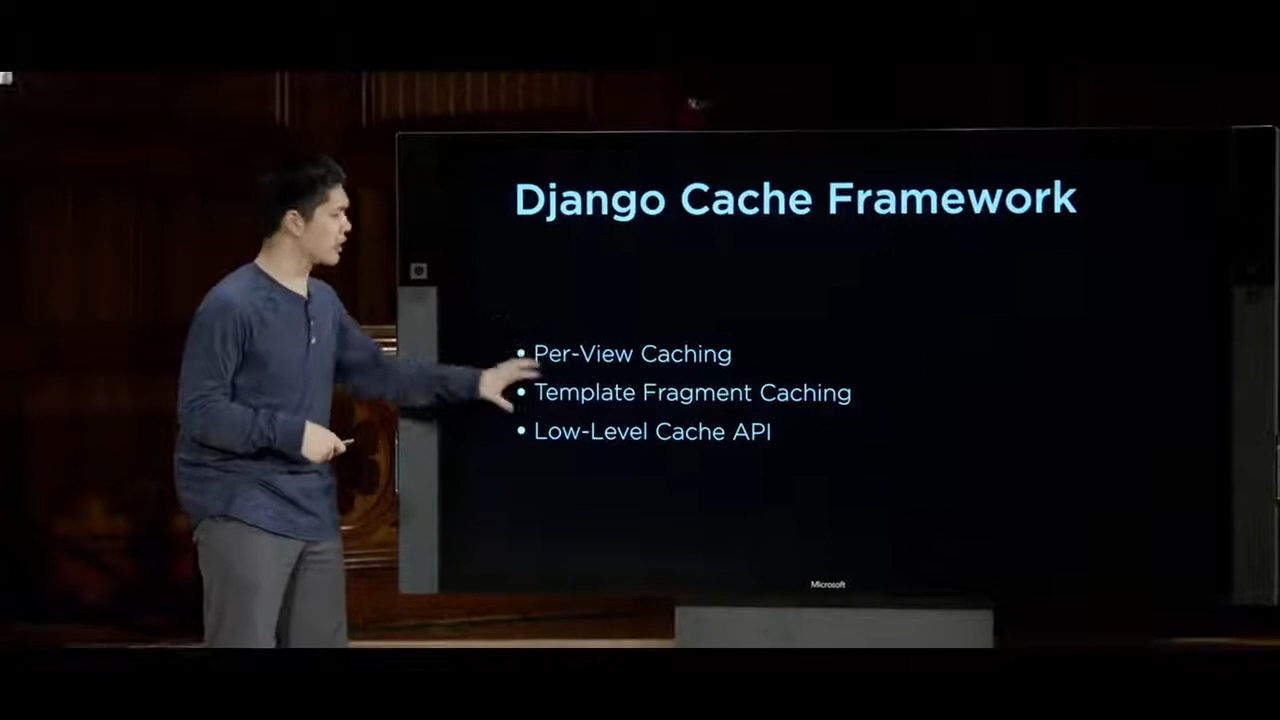 Django Cache Framework
• Per-View Caching
• Template Fragment Caching
• Low-Level Cache API
Microsoft